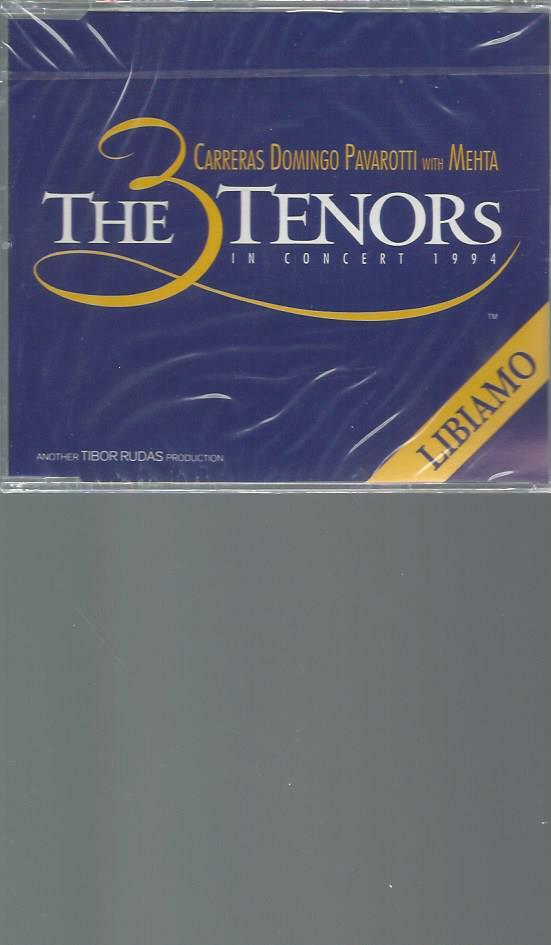 CARRERAS DOMINGO PAVAROTTI WITH MEHTA
THE 3 TENORS
IN CONCERT 1994
TM
LIBIAMO
ANOTHER TIBOR RUDAS PRODUCTION